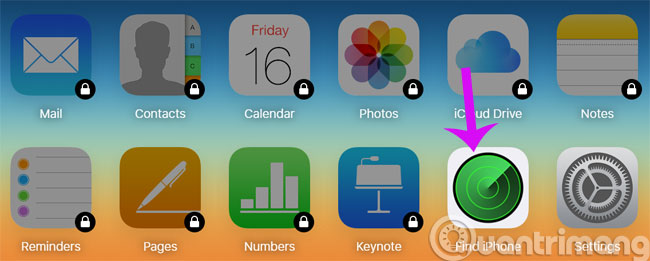 Friday
16
A
Mail
Contacts
Calendar
Photos
iCloud Drive
Notes
Reminders
Pages
Numbers
Keynote
Find iPhone
Settings
Quantrimang